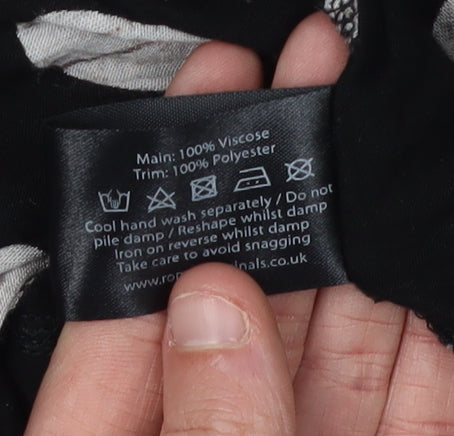 Main: 100% Viscose
Trim: 100% Polyester
Cool hand wash separately / Do not
pile damp / Reshape whilst damp
Iron on reverse whilst damp
Take care to avoid snagging